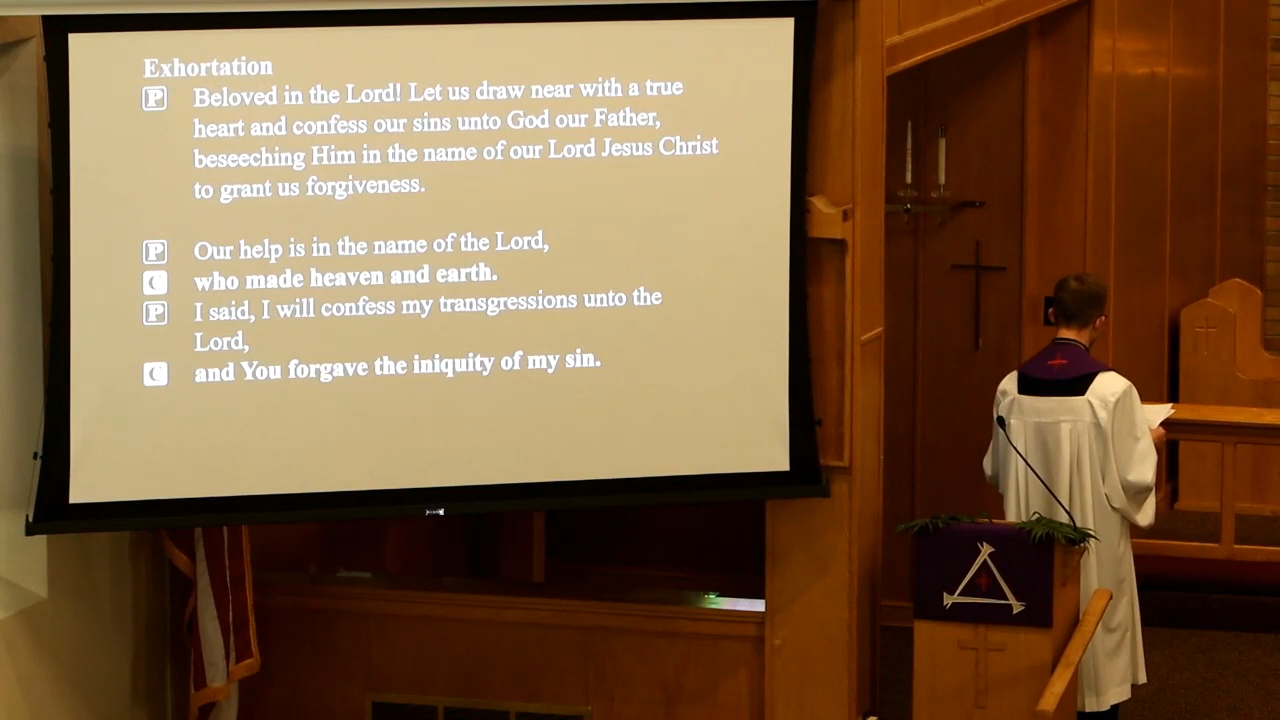 Exhortation
P Beloved in the Lord! Let us draw near with a true
heart and confess our sins unto God our Father,
beseeching Him in the name of our Lord Jesus Christ
to grant us forgiveness.
P Our help is in the name of the Lord,
C who made heaven and earth.
P I said, I will confess my transgressions unto the
Lord,
C and You forgave the iniquity of my sin.